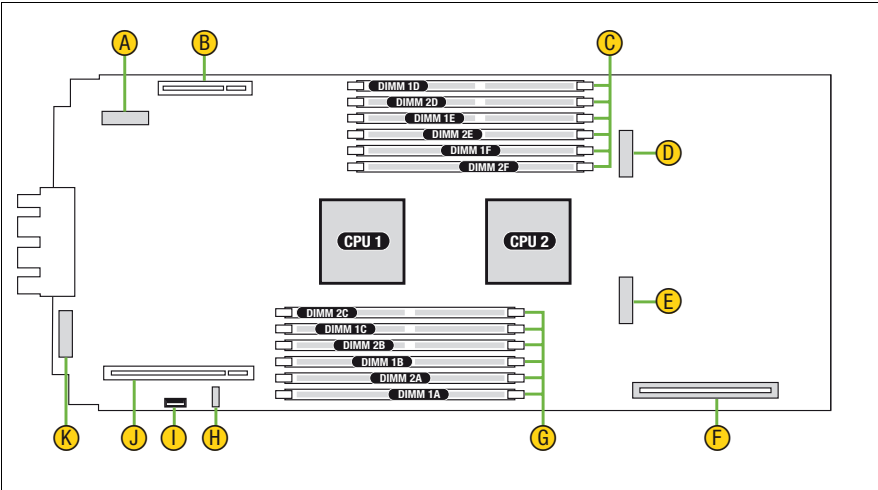 A
B
C
DIMM 1D
DIMM 2D
DIMM 1E
DIMM 2E
DIMM 1F
DIMM 2F
D
CPU 1
CPU 2
E
DIMM 2C
DIMM 1C
DIMM 2B
DIMM 1B
DIMM 2A
DIMM 1A
K
J
I
H
G
F